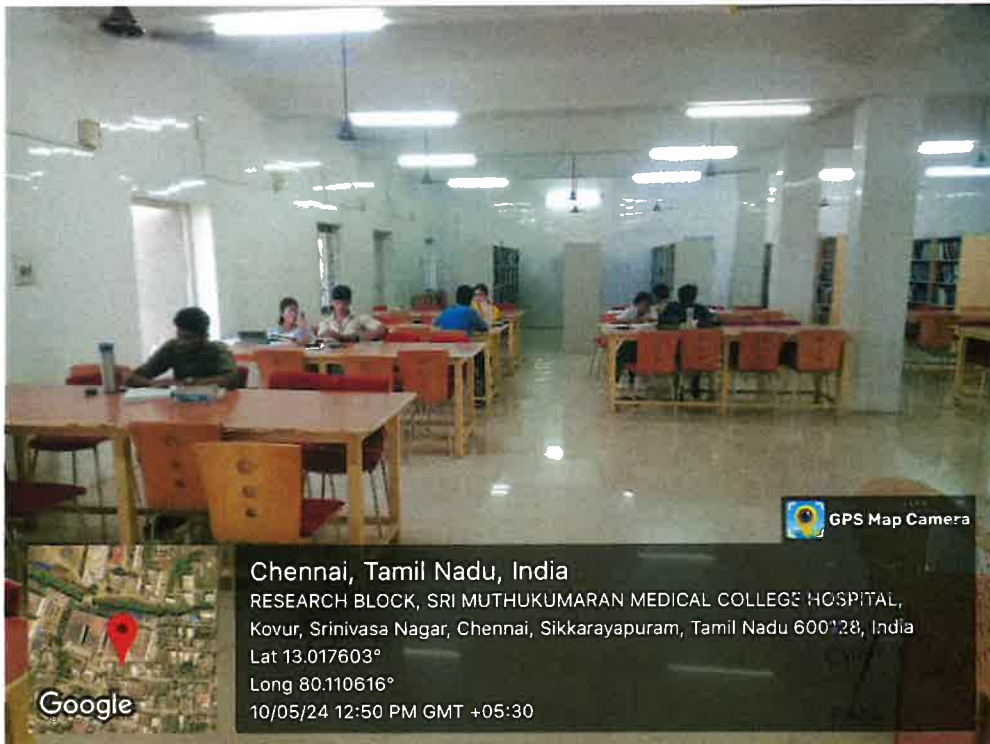 GPS Map Camera
Chennai, Tamil Nadu, India
RESEARCH BLOCK, SRI MUTHUKUMARAN MEDICAL COLLEGE HOSPITAL,
Kovur, Srinivasa Nagar, Chennai, Sikkarayapuram, Tamil Nadu 600128, India
Lat 13.017603°
Long 80.110616°
10/05/24 12:50 PM GMT +05:30
Google